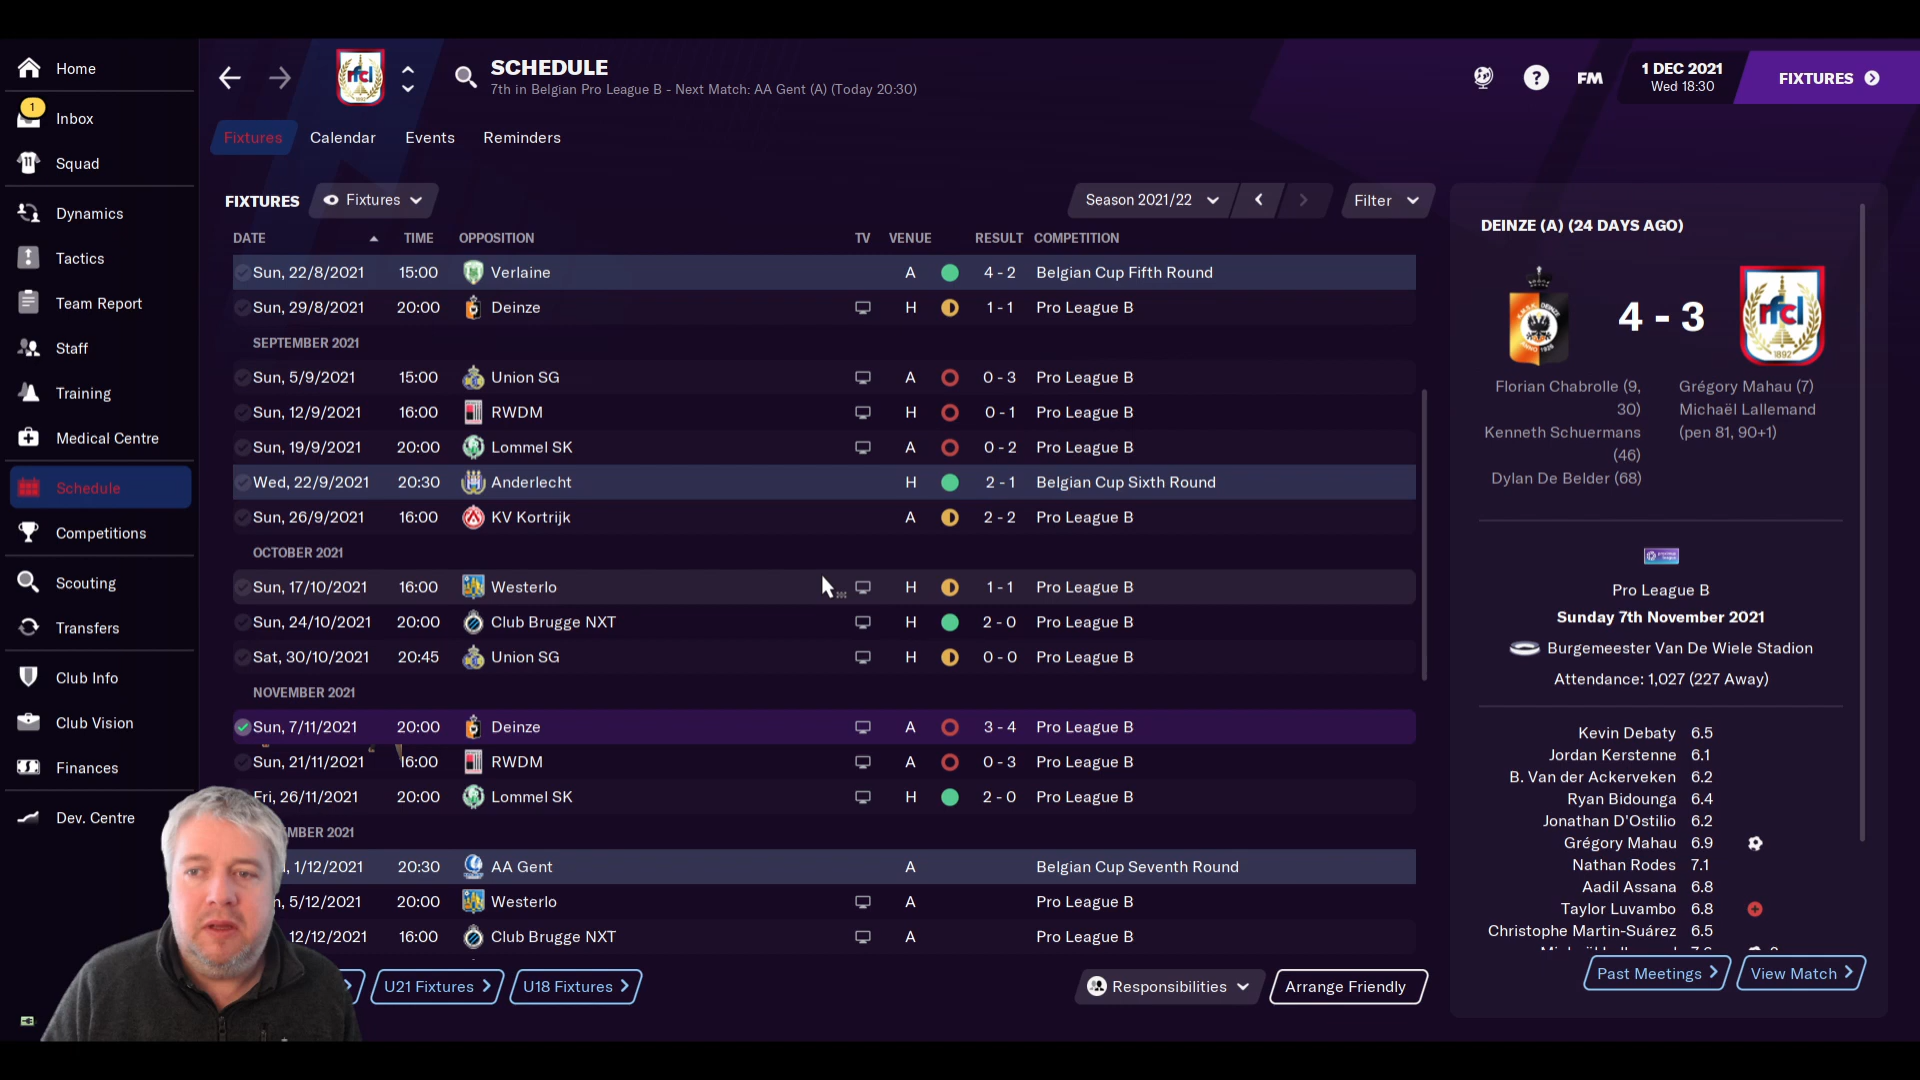 Home
1
Inbox
Squad
Dynamics
Tactics
Team Report
Staff
Training
Medical Centre
Schedule
Competitions
Scouting
Transfers
Club Info
Club Vision
Finances
Dev. Centre
rfcl
SCHEDULE
7th in Belgian Pro League B - Next Match: AA Gent (A) (Today 20:30)
FM
1 DEC 2021
Wed 18:30
FIXTURES
Fixtures Calendar Events Reminders
FIXTURES Fixtures Season 2021/22 Filter
DATE TIME OPPOSITION TV VENUE RESULT COMPETITION
Sun, 22/8/2021 15:00 Verlaine A 4 - 2 Belgian Cup Fifth Round
Sun, 29/8/2021 20:00 Deinze H 1 - 1 Pro League B
SEPTEMBER 2021
Sun, 5/9/2021 15:00 Union SG A 0 - 3 Pro League B
Sun, 12/9/2021 16:00 RWDM H 0 - 1 Pro League B
Sun, 19/9/2021 20:00 Lommel SK A 0 - 2 Pro League B
Wed, 22/9/2021 20:30 Anderlecht H 2 - 1 Belgian Cup Sixth Round
Sun, 26/9/2021 16:00 KV Kortrijk A 2 - 2 Pro League B
OCTOBER 2021
Sun, 17/10/2021 16:00 Westerlo H 1 - 1 Pro League B
Sun, 24/10/2021 20:00 Club Brugge NXT H 2 - 0 Pro League B
Sat, 30/10/2021 20:45 Union SG H 0 - 0 Pro League B
NOVEMBER 2021
Sun, 7/11/2021 20:00 Deinze A 3 - 4 Pro League B
Sun, 21/11/2021 16:00 RWDM A 0 - 3 Pro League B
Fri, 26/11/2021 20:00 Lommel SK H 2 - 0 Pro League B
EMBER 2021
1/12/2021 20:30 AA Gent A Belgian Cup Seventh Round
5/12/2021 20:00 Westerlo A Pro League B
12/12/2021 16:00 Club Brugge NXT A Pro League B
U21 Fixtures U18 Fixtures Responsibilities Arrange Friendly
DEINZE (A) (24 DAYS AGO)
4 - 3
rfcl
1892
Florian Chabrolle (9,
30)
Kenneth Schuermans
(46)
Dylan De Belder (68)
Grégory Mahau (7)
Michaël Lallemand
(pen 81, 90+1)
Pro League B
Sunday 7th November 2021
Burgemeester Van De Wiele Stadion
Attendance: 1,027 (227 Away)
Kevin Debaty 6.5
Jordan Kerstenne 6.1
B. Van der Ackerveken 6.2
Ryan Bidounga 6.4
Jonathan D'Ostilio 6.2
Grégory Mahau 6.9
Nathan Rodes 7.1
Aadil Assana 6.8
Taylor Luvambo 6.8
Christophe Martin-Suárez 6.5
Past Meetings View Match